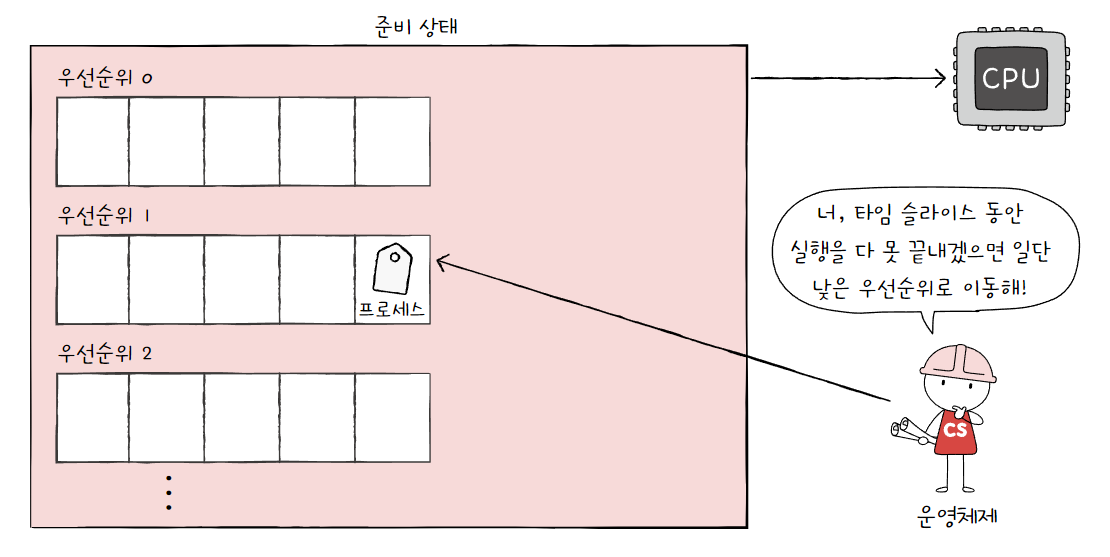 준비 상태
우선순위 0
CPU
우선순위 1
너, 타임 슬라이스 동안
실행을 다 못 끝내겠으면 일단
낮은 우선순위로 이동해!
프로세스
우선순위 2
CS
운영체제